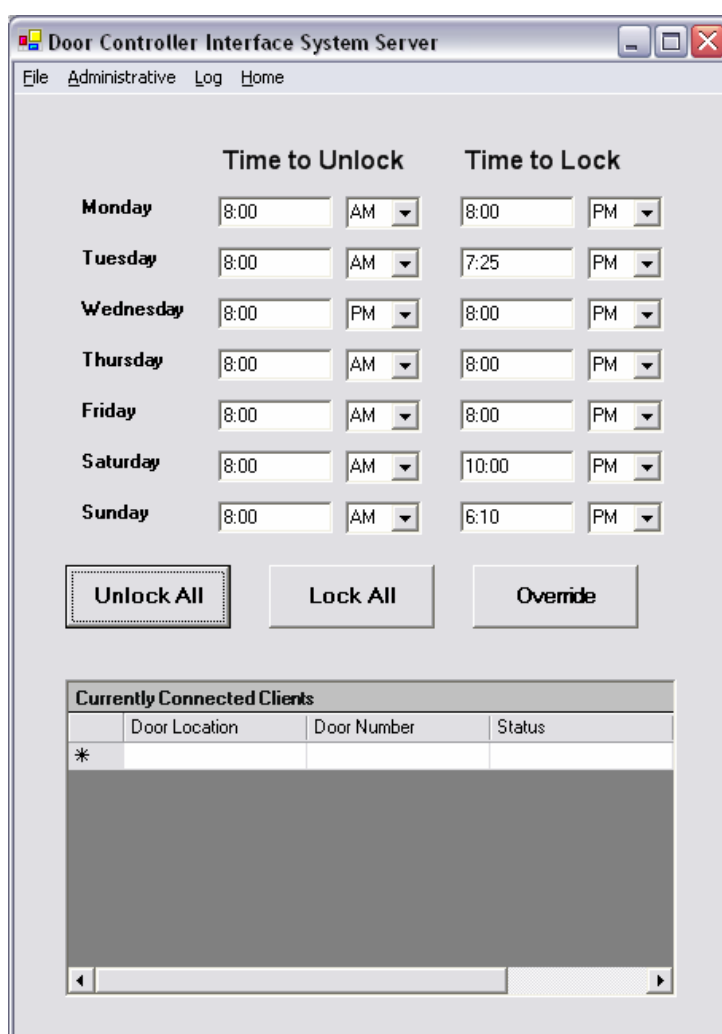 Door Controller Interface System Server
File Administrative Log Home
Time to Unlock Time to Lock
Monday 8:00 AM 8:00 PM
Tuesday 8:00 AM 7:25 PM
Wednesday 8:00 PM 8:00 PM
Thursday 8:00 AM 8:00 PM
Friday 8:00 AM 8:00 PM
Saturday 8:00 AM 10:00 PM
Sunday 8:00 AM 6:10 PM
Unlock All Lock All Override
Currently Connected Clients
Door Location Door Number Status
*